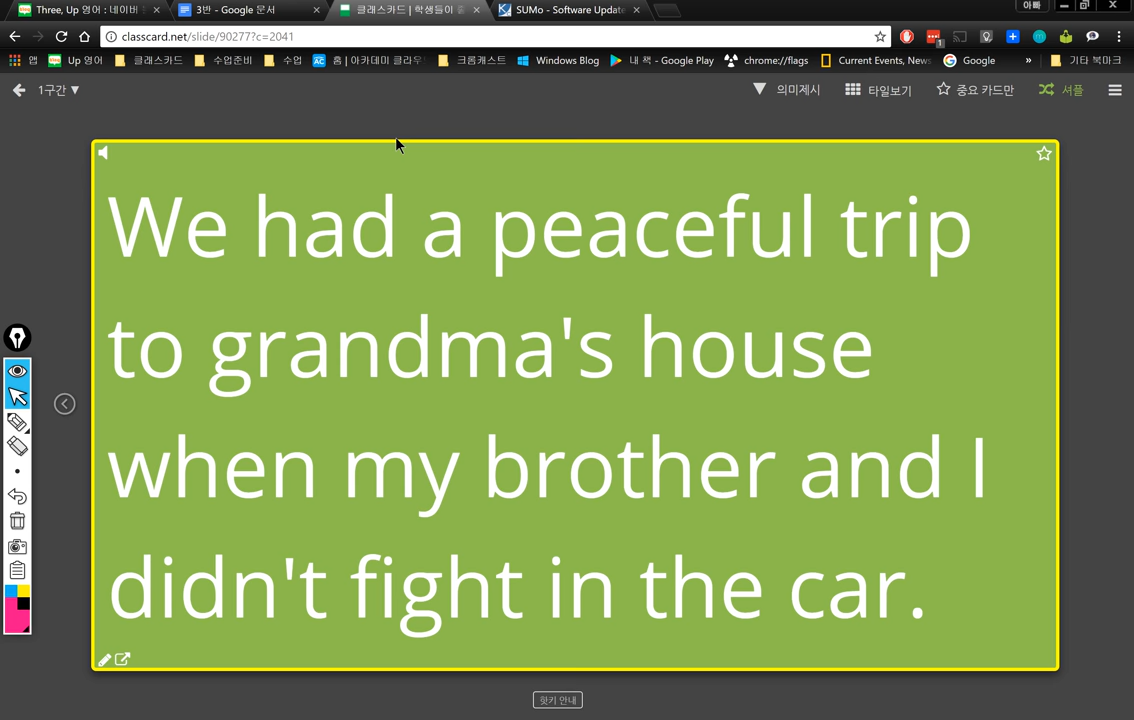 Three, Up 영어 : 네이버
3반 - Google 문서
클래스카드 | 학생들이
SUMo - Software Update
아빠
classcard.net/slide/90277?c=2041
앱
Up 영어
클래스카드
수업준비
수업
홈 | 아카데미 클라우
크롬캐스트
Windows Blog
내 책 - Google Play
chrome://flags
Current Events, News
Google
»
기타 북마크
1구간 ▼
의미제시
타일보기
중요 카드만
셔플
We had a peaceful trip
to grandma's house
when my brother and I
didn't fight in the car.
핫키 안내